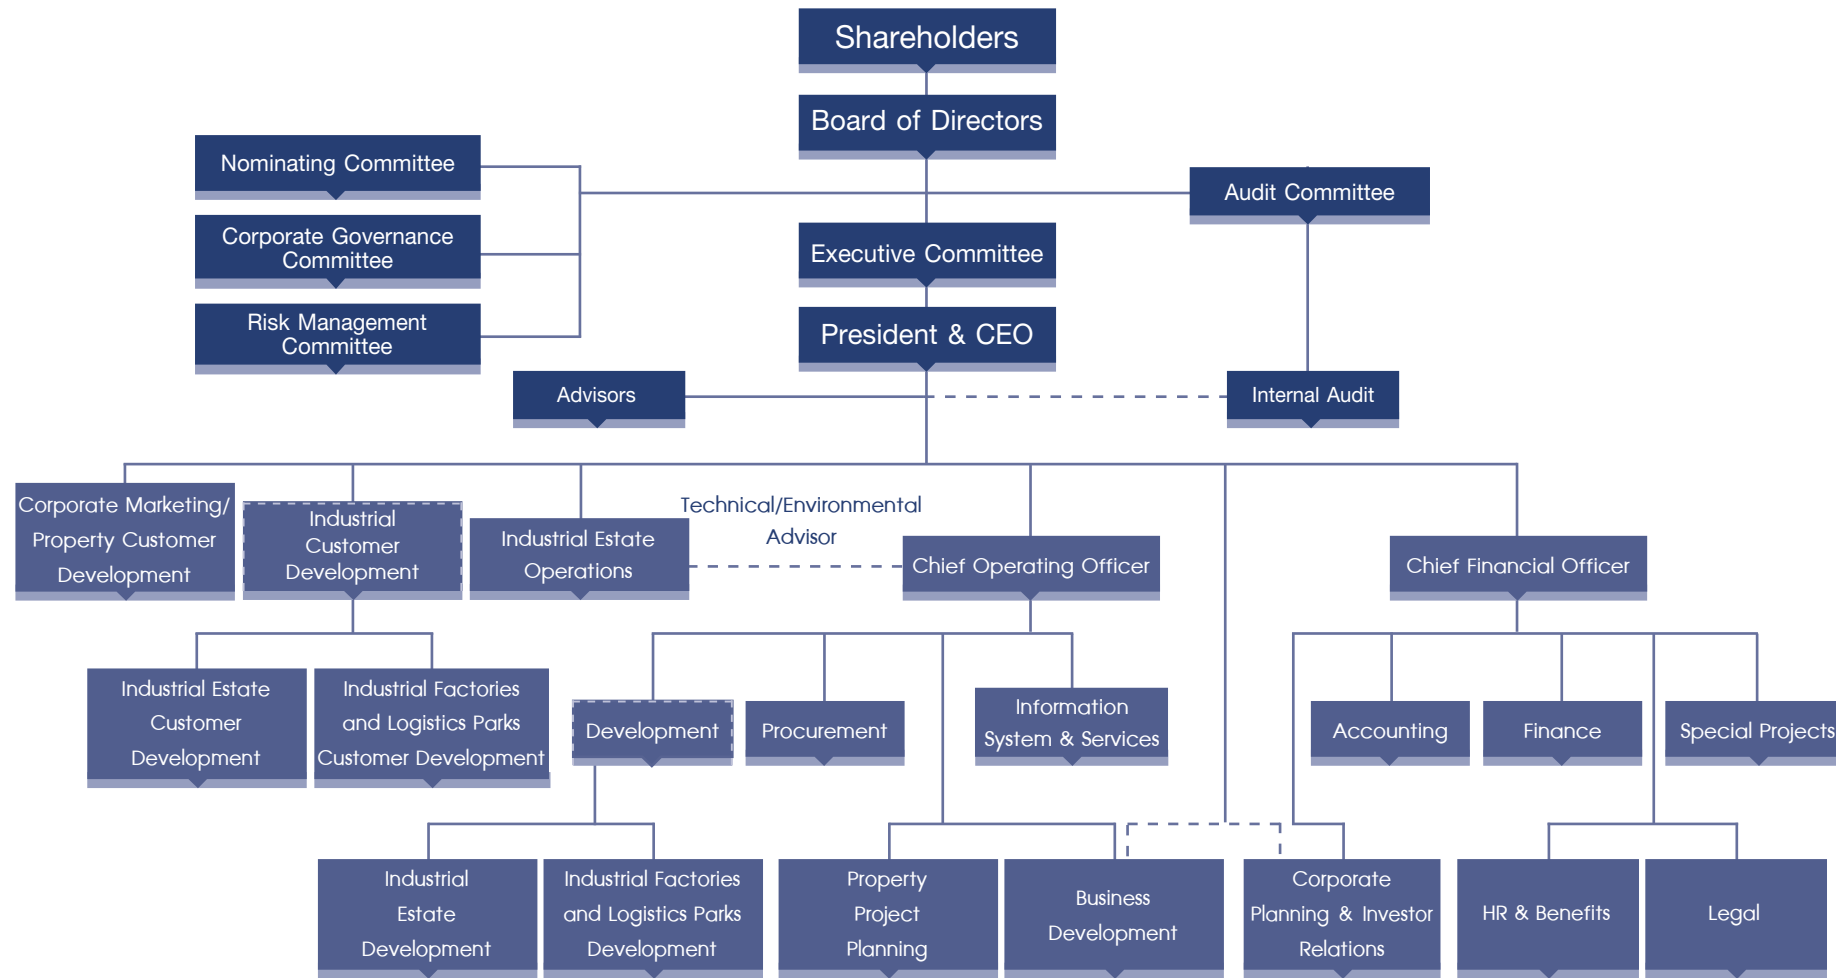 Shareholders
Board of Directors
Nominating Committee
Audit Committee
Corporate Governance
Committee
Executive Committee
Risk Management
Committee
President & CEO
Advisors
Internal Audit
Corporate Marketing/
Property Customer
Development
Industrial
Customer
Development
Industrial Estate
Operations
Technical/Environmental
Advisor
Chief Operating Officer
Chief Financial Officer
Industrial Estate
Customer
Development
Industrial Factories
and Logistics Parks
Customer Development
Development
Procurement
Information
System & Services
Accounting
Finance
Special Projects
Industrial
Estate
Development
Industrial Factories
and Logistics Parks
Development
Property
Project
Planning
Business
Development
Corporate
Planning & Investor
Relations
HR & Benefits
Legal